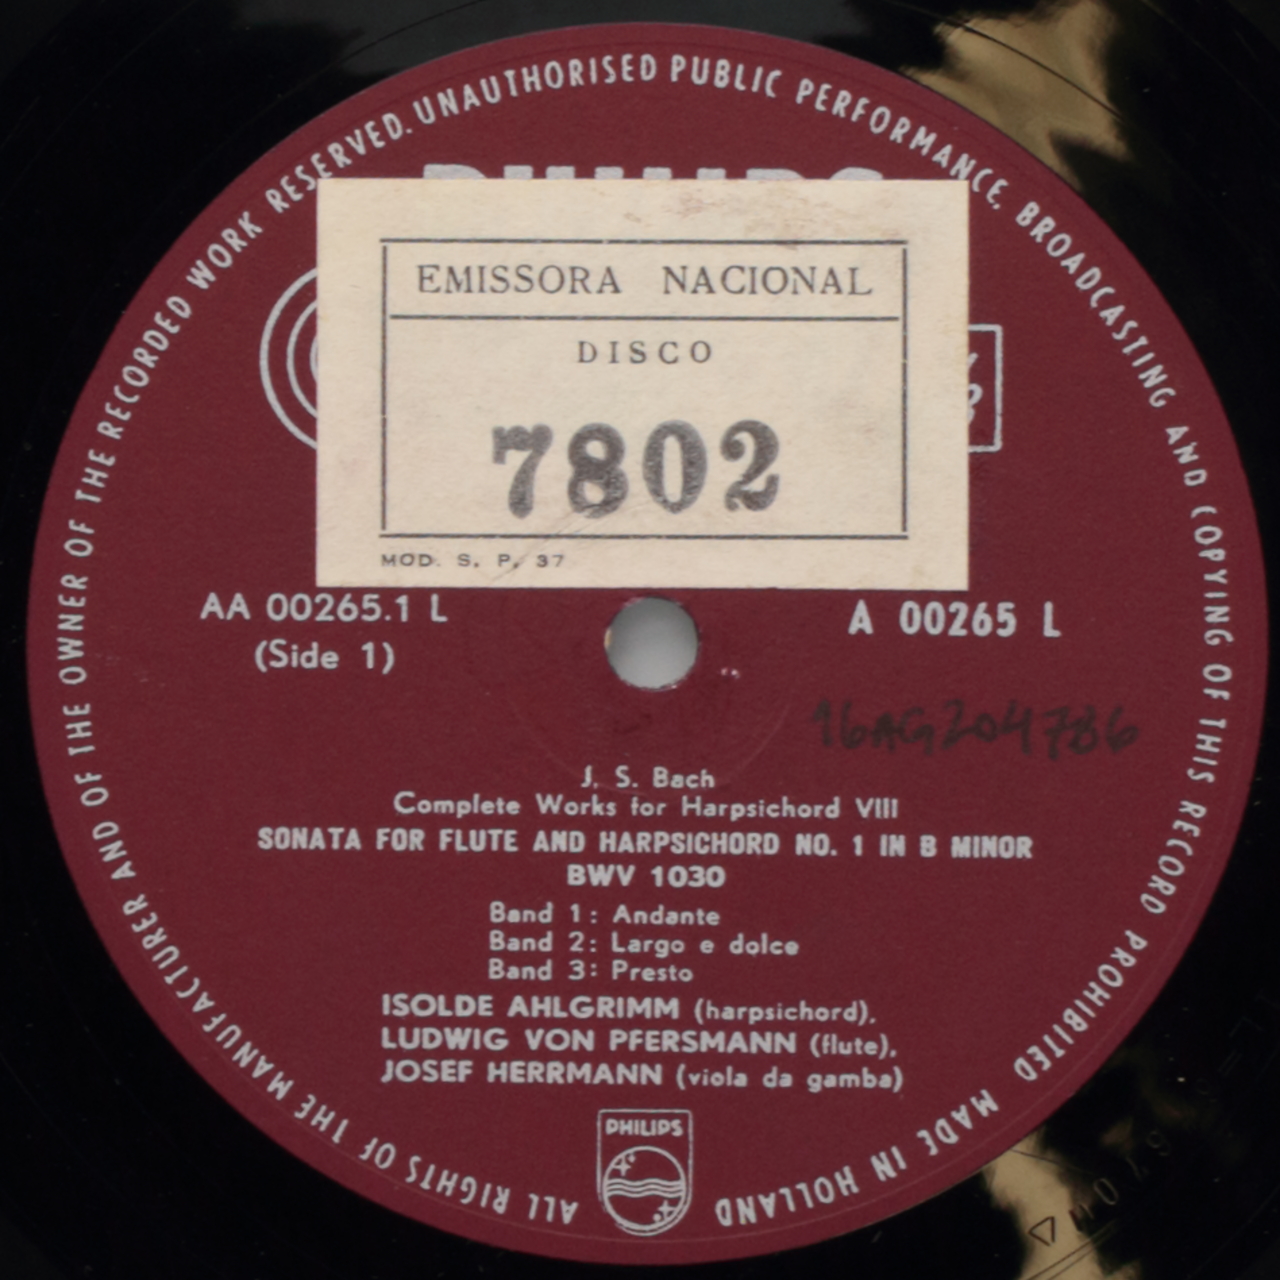 ALL RIGHTS OF THE MANUFACTURER AND OF THE OWNER OF THE RECORDED WORK RESERVED. UNAUTHORISED PUBLIC PERFORMANCE, BROADCASTING AND COPYING OF THIS RECORD PROHIBITED
MADE IN HOLLAND
PHILIPS
EMISSORA NACIONAL
DISCO
7802
MOD. S. P. 37
AA 00265.1 L
(Side 1)
A 00265 L
16AG204786
J. S. Bach
Complete Works for Harpsichord VIII
SONATA FOR FLUTE AND HARPSICHORD NO. 1 IN B MINOR
BWV 1030
Band 1: Andante
Band 2: Largo e dolce
Band 3: Presto
ISOLDE AHLGRIMM (harpsichord),
LUDWIG VON PFERSMANN (flute),
JOSEF HERRMANN (viola da gamba)
PHILIPS